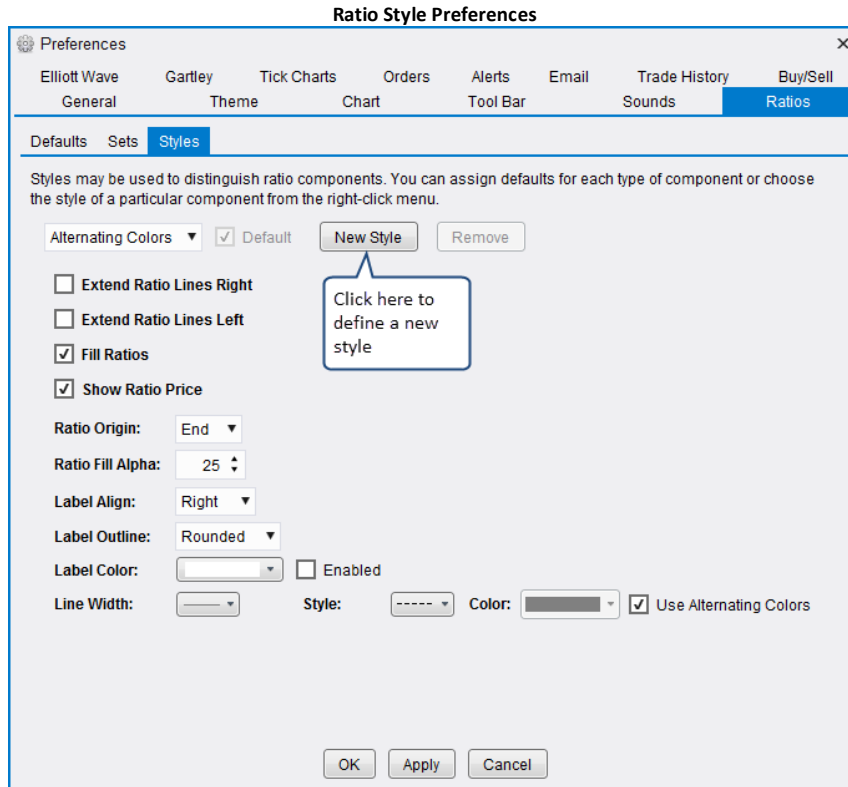 Ratio Style Preferences
Preferences
Elliott Wave Gartley Tick Charts Orders Alerts Email Trade History Buy/Sell
General Theme Chart Tool Bar Sounds Ratios
Defaults Sets Styles
Styles may be used to distinguish ratio components. You can assign defaults for each type of component or choose
the style of a particular component from the right-click menu.
Alternating Colors Default New Style Remove
Extend Ratio Lines Right
Click here to
define a new
style
Extend Ratio Lines Left
Fill Ratios
Show Ratio Price
Ratio Origin: End
Ratio Fill Alpha: 25
Label Align: Right
Label Outline: Rounded
Label Color: Enabled
Line Width: Style: Color: Use Alternating Colors
OK Apply Cancel